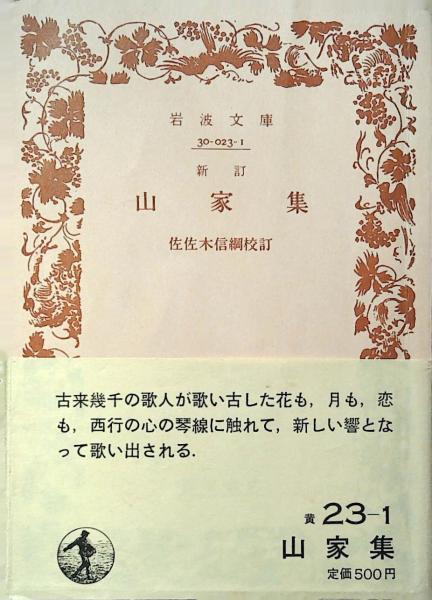 岩波文庫
30-023-1
新訂
山家集
佐佐木信綱校訂
古来幾千の歌人が歌い古した花も，月も，恋
も，西行の心の琴線に触れて，新しい響とな
って歌い出される．
黄 23-1
山家集
定価500円